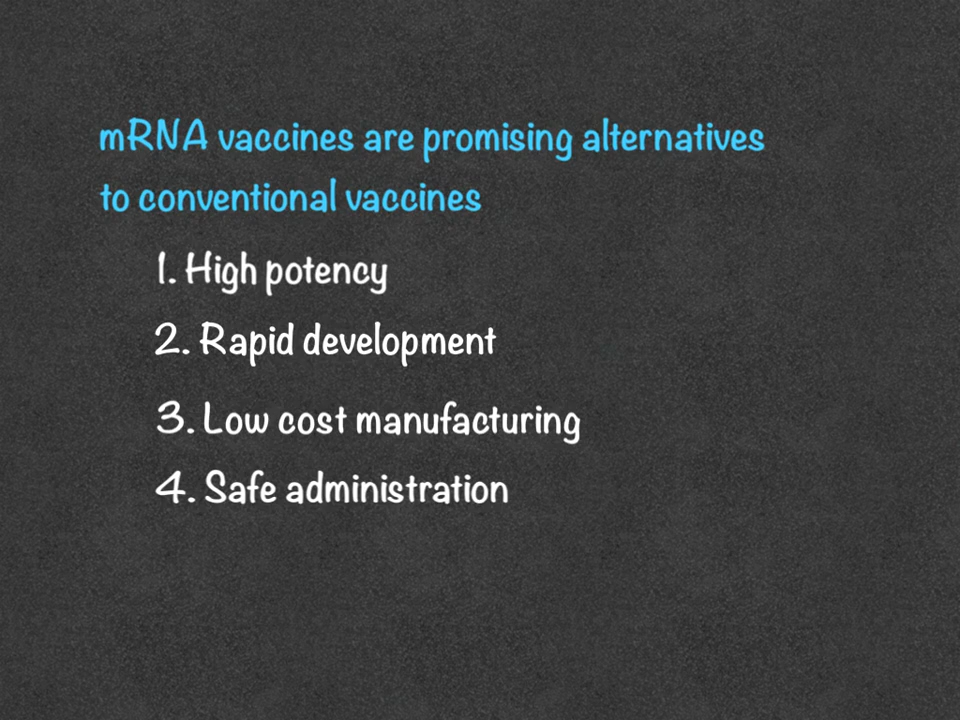 mRNA vaccines are promising alternatives
to conventional vaccines
1. High potency
2. Rapid development
3. Low cost manufacturing
4. Safe administration